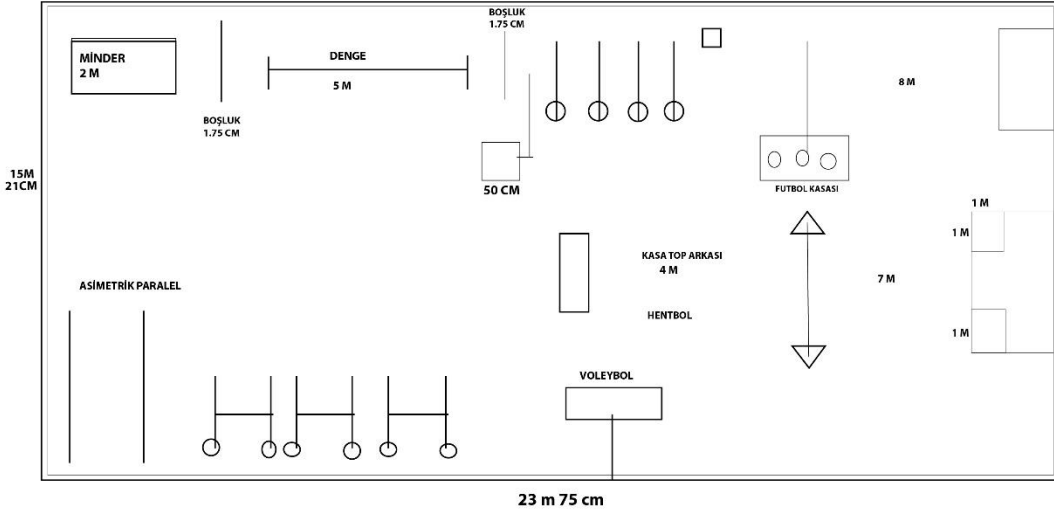 BOŞLUK
1.75 CM
MİNDER
2 M
DENGE
5 M
8 M
BOŞLUK
1.75 CM
15M
21CM
50 CM
FUTBOL KASASI
1 M
1 M
KASA TOP ARKASI
4 M
7 M
ASİMETRİK PARALEL
HENTBOL
1 M
VOLEYBOL
23 m 75 cm